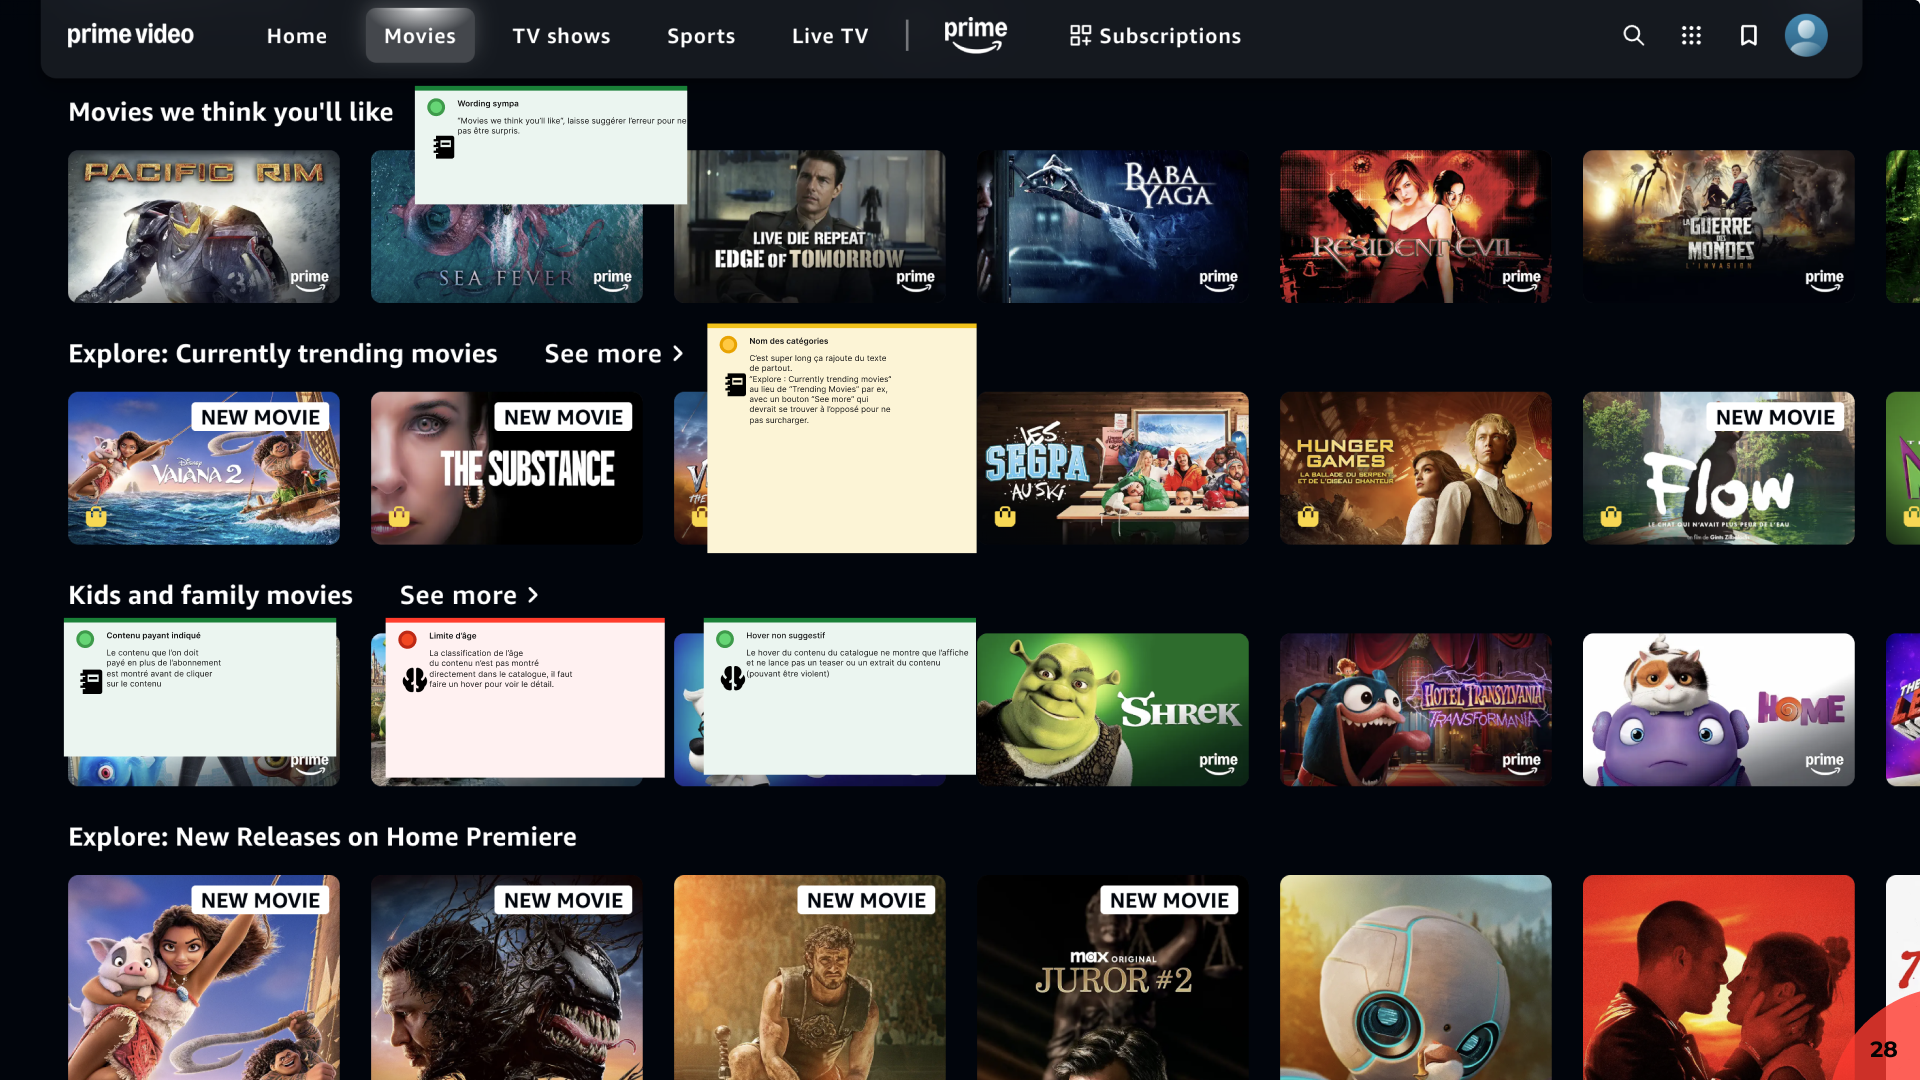 prime video
Home
Movies
TV shows
Sports
Live TV
prime
Subscriptions
Movies we think you'll like
Wording sympa
"Movies we think you'll like", laisse suggérer l'erreur pour ne
pas être surpris.
PACIFIC RIM
prime
SEA FEVER
prime
LIVE DIE REPEAT
EDGE OF TOMORROW
prime
BABA
YAGA
prime
RESIDENT EVIL
prime
LA GUERRE
DES
MONDES
L'INVASION
prime
Explore: Currently trending movies
See more
Nom des catégories
C'est super long ça rajoute du texte
de partout.
"Explore : Currently trending movies"
au lieu de "Trending Movies" par ex,
avec un bouton "See more" qui
devrait se trouver à l'opposé pour ne
pas surcharger.
NEW MOVIE
Disney
VAIANA 2
NEW MOVIE
THE SUBSTANCE
LES
SEGPA
AU SKI
HUNGER
GAMES
LA BALLADE DU SERPENT
ET DE L'OISEAU CHANTEUR
NEW MOVIE
Flow
LE CHAT QUI N'AVAIT PLUS PEUR DE L'EAU
Kids and family movies
See more
Contenu payant indiqué
Le contenu que l'on doit
payé en plus de l'abonnement
est montré avant de cliquer
sur le contenu
prime
Limite d'âge
La classification de l'âge
du contenu n'est pas montré
directement dans le catalogue, il faut
faire un hover pour voir le détail.
Hover non suggestif
Le hover du contenu du catalogue ne montre que l'affiche
et ne lance pas un teaser ou un extrait du contenu
(pouvant être violent)
SHREK
prime
HOTEL TRANSYLVANIA
TRANSFORMANIA
prime
HOME
prime
Explore: New Releases on Home Premiere
NEW MOVIE
NEW MOVIE
NEW MOVIE
NEW MOVIE
max ORIGINAL
JUROR #2
28